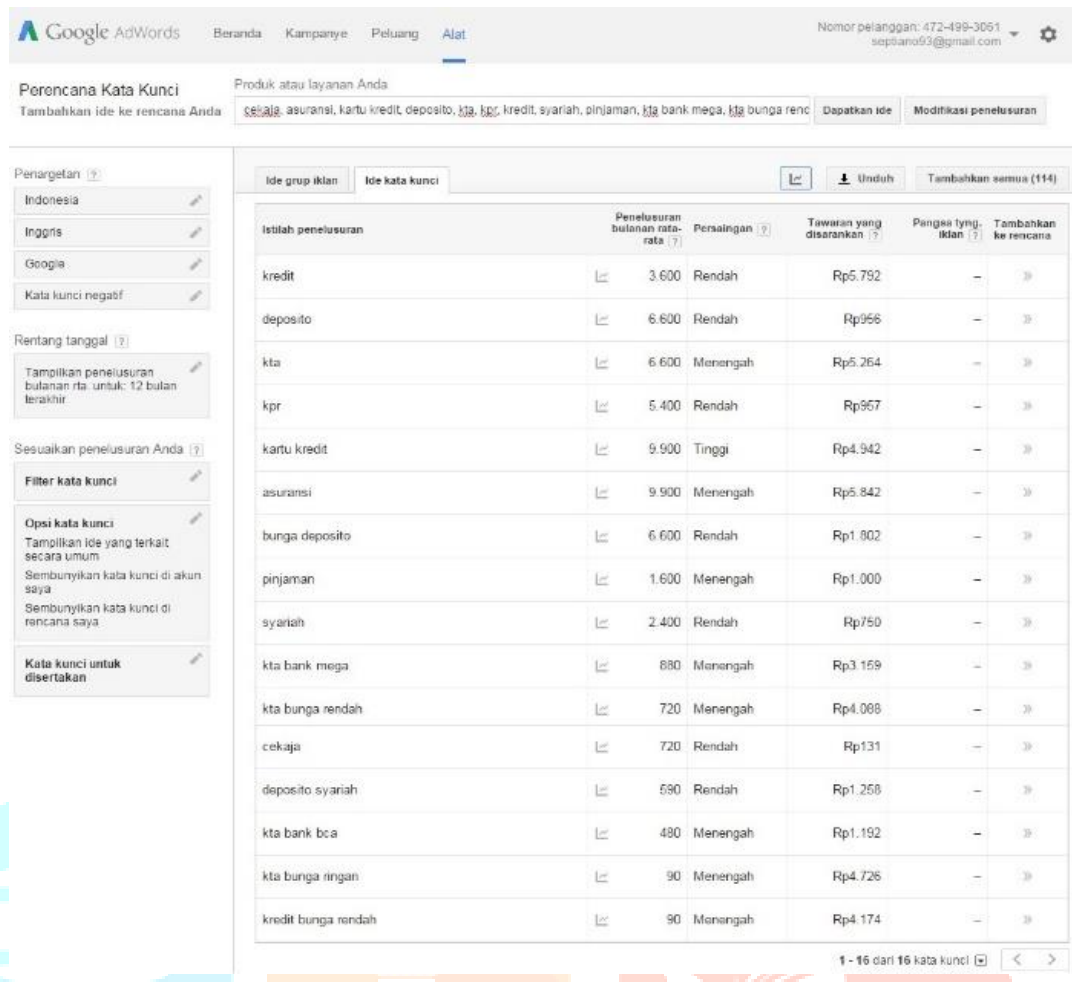 Google AdWords Beranda Kampanye Peluang Alat
Nomor pelanggan: 472-499-3061
septiano93@gmail.com
Perencana Kata Kunci
Tambahkan ide ke rencana Anda
Produk atau layanan Anda
cekaja, asuransi, kartu kredit, deposito, kta, kpr, kredit, syariah, pinjaman, kta bank mega, kta bunga renc
Dapatkan ide Modifikasi penelusuran
Penargetan ?
Indonesia
Inggris
Google
Kata kunci negatif
Rentang tanggal ?
Tampilkan penelusuran
bulanan rta. untuk: 12 bulan
terakhir
Sesuaikan penelusuran Anda ?
Filter kata kunci
Opsi kata kunci
Tampilkan ide yang terkait
secara umum
Sembunyikan kata kunci di akun
saya
Sembunyikan kata kunci di
rencana saya
Kata kunci untuk
disertakan
Ide grup iklan Ide kata kunci Unduh Tambahkan semua (114)
Istilah penelusuran
Penelusuran
bulanan rata-
rata ?
Persaingan ?
Tawaran yang
disarankan ?
Pangsa tyng.
iklan ?
Tambahkan
ke rencana
kredit 3.600 Rendah Rp5.792 – »
deposito 6.600 Rendah Rp956 – »
kta 6.600 Menengah Rp5.264 – »
kpr 5.400 Rendah Rp957 – »
kartu kredit 9.900 Tinggi Rp4.942 – »
asuransi 9.900 Menengah Rp5.842 – »
bunga deposito 6.600 Rendah Rp1.802 – »
pinjaman 1.600 Menengah Rp1.000 – »
syariah 2.400 Rendah Rp750 – »
kta bank mega 880 Menengah Rp3.159 – »
kta bunga rendah 720 Menengah Rp4.088 – »
cekaja 720 Rendah Rp131 – »
deposito syariah 590 Rendah Rp1.258 – »
kta bank bca 480 Menengah Rp1.192 – »
kta bunga ringan 90 Menengah Rp4.726 – »
kredit bunga rendah 90 Menengah Rp4.174 – »
1 - 16 dari 16 kata kunci < >